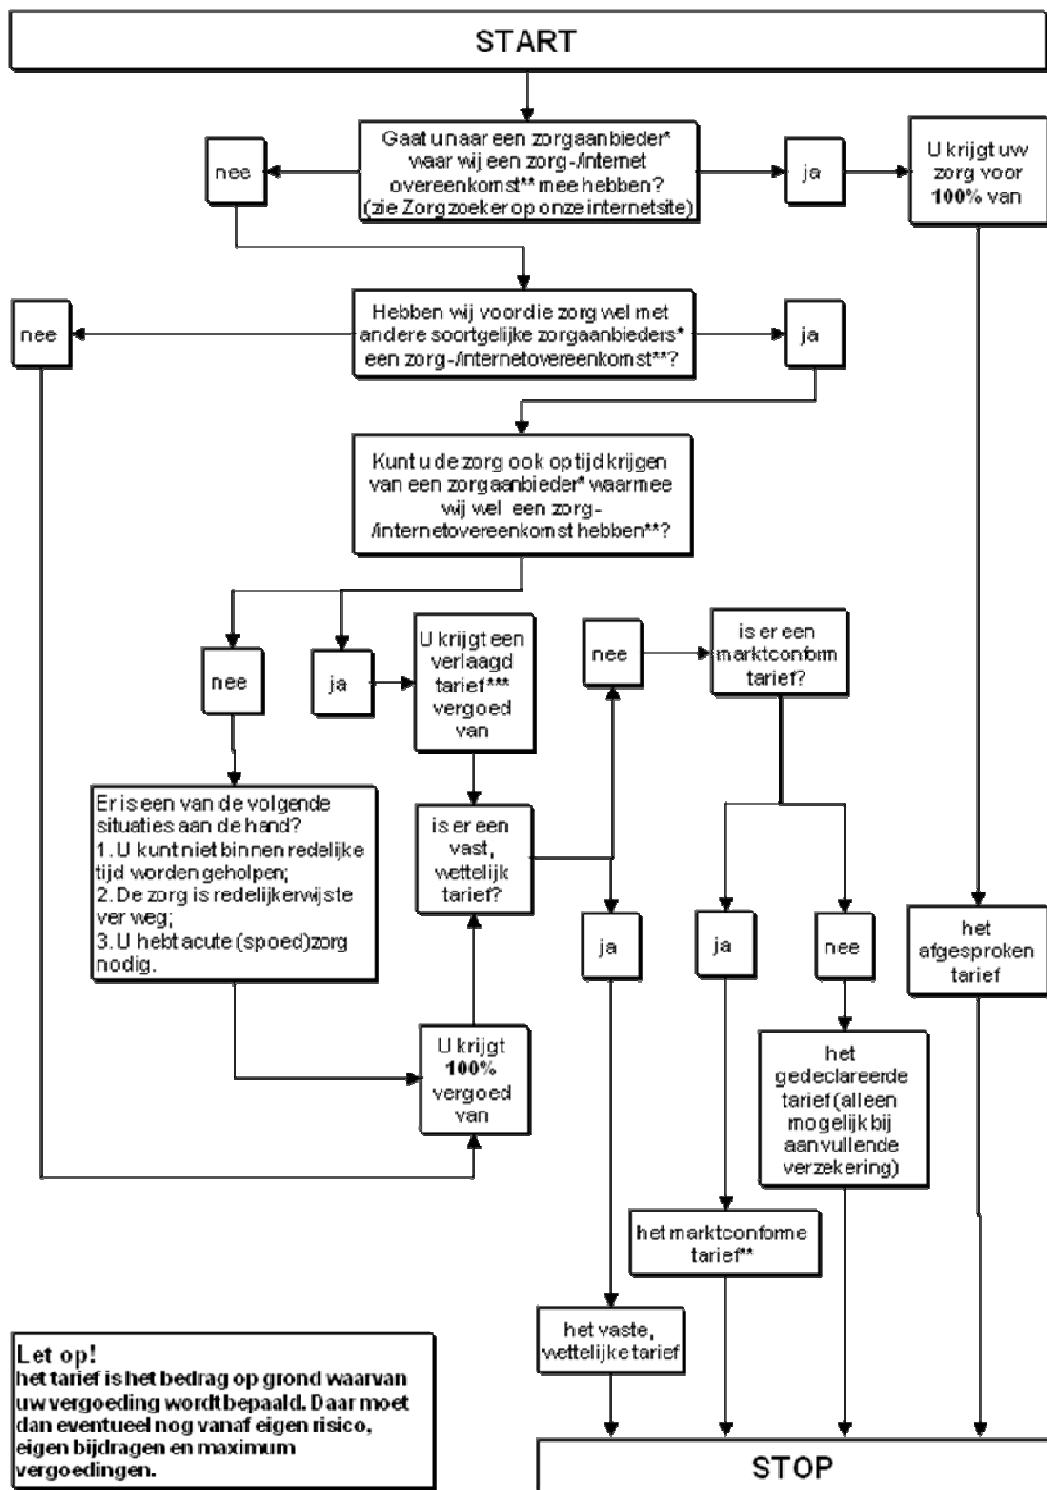 START
Gaat u naar een zorgaanbieder*
waar wij een zorg-/internet
overeenkomst** mee hebben?
(zie Zorgzoeker op onze internetsite)
nee
ja
U krijgt uw
zorg voor
100% van
Hebben wij voor die zorg wel met
andere soortgelijke zorgaanbieders*
een zorg-/internetovereenkomst**?
nee
ja
Kunt u de zorg ook op tijd krijgen
van een zorgaanbieder* waarmee
wij wel een zorg-
/internetovereenkomst hebben**?
nee
ja
U krijgt een
verlaagd
tarief***
vergoed
van
nee
is er een
marktconform
tarief?
Er is een van de volgende
situaties aan de hand?
1. U kunt niet binnen redelijke
tijd worden geholpen;
2. De zorg is redelijkerwijs te
ver weg;
3. U hebt acute (spoed)zorg
nodig.
is er een
vast,
wettelijk
tarief?
ja
ja
nee
het
afgesproken
tarief
U krijgt
100%
vergoed
van
het
gedeclareerde
tarief (alleen
mogelijk bij
aanvullende
verzekering)
het marktconforme
tarief**
het vaste,
wettelijke tarief
Let op!
het tarief is het bedrag op grond waarvan
uw vergoeding wordt bepaald. Daar moet
dan eventueel nog vanaf eigen risico,
eigen bijdragen en maximum
vergoedingen.
STOP